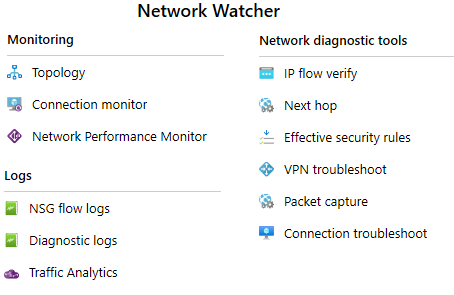 Network Watcher
Monitoring
Topology
Connection monitor
Network Performance Monitor
Logs
NSG flow logs
Diagnostic logs
Traffic Analytics
Network diagnostic tools
IP flow verify
Next hop
Effective security rules
VPN troubleshoot
Packet capture
Connection troubleshoot